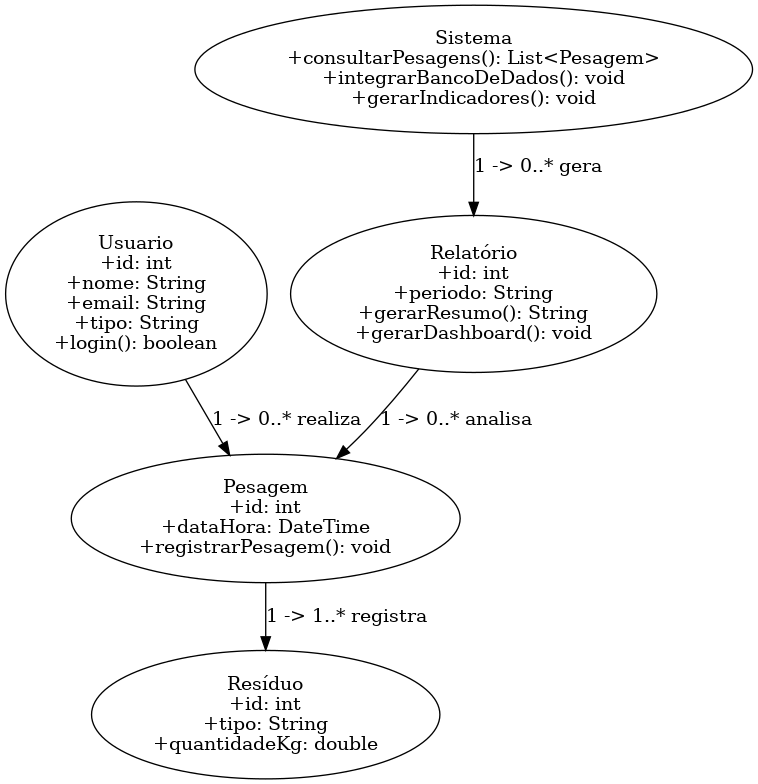 Sistema
+consultarPesagens(): List<Pesagem>
+integrarBancoDeDados(): void
+gerarIndicadores(): void
1 -> 0..* gera
Usuario
+id: int
+nome: String
+email: String
+tipo: String
+login(): boolean
Relatório
+id: int
+periodo: String
+gerarResumo(): String
+gerarDashboard(): void
1 -> 0..* realiza
1 -> 0..* analisa
Pesagem
+id: int
+dataHora: DateTime
+registrarPesagem(): void
1 -> 1..* registra
Resíduo
+id: int
+tipo: String
+quantidadeKg: double